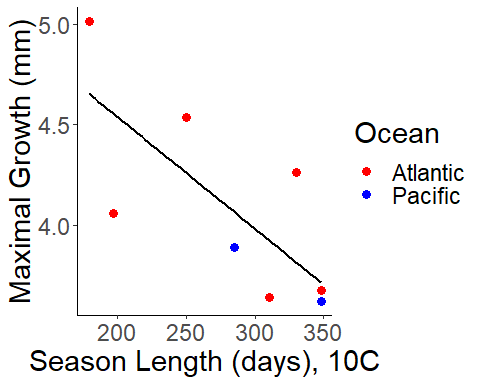 Maximal Growth (mm)
5.0
4.5
4.0
200 250 300 350
Season Length (days), 10C
Ocean
Atlantic
Pacific